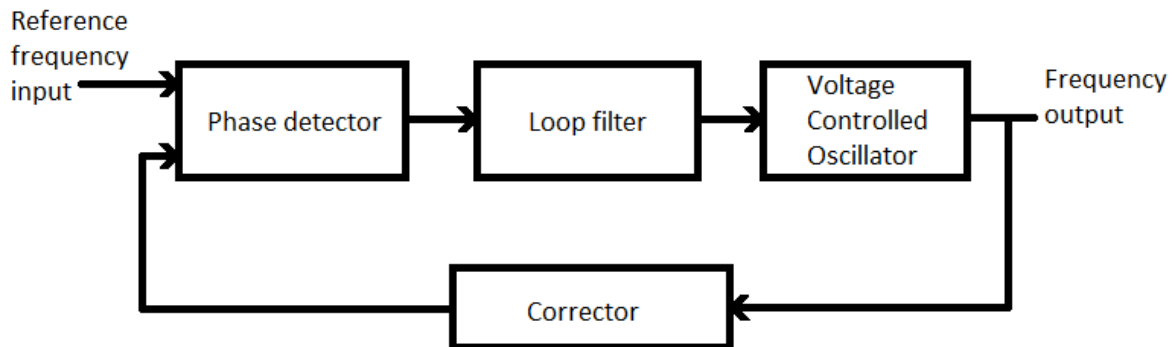 Reference
frequency
input
Phase detector
Loop filter
Voltage
Controlled
Oscillator
Frequency
output
Corrector